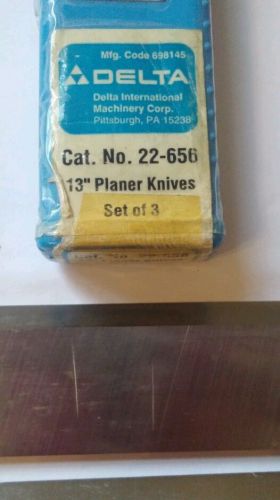 Mfg. Code 698145
DELTA
Delta International
Machinery Corp.
Pittsburgh, PA 15238
Cat. No. 22-656
13" Planer Knives
Set of 3